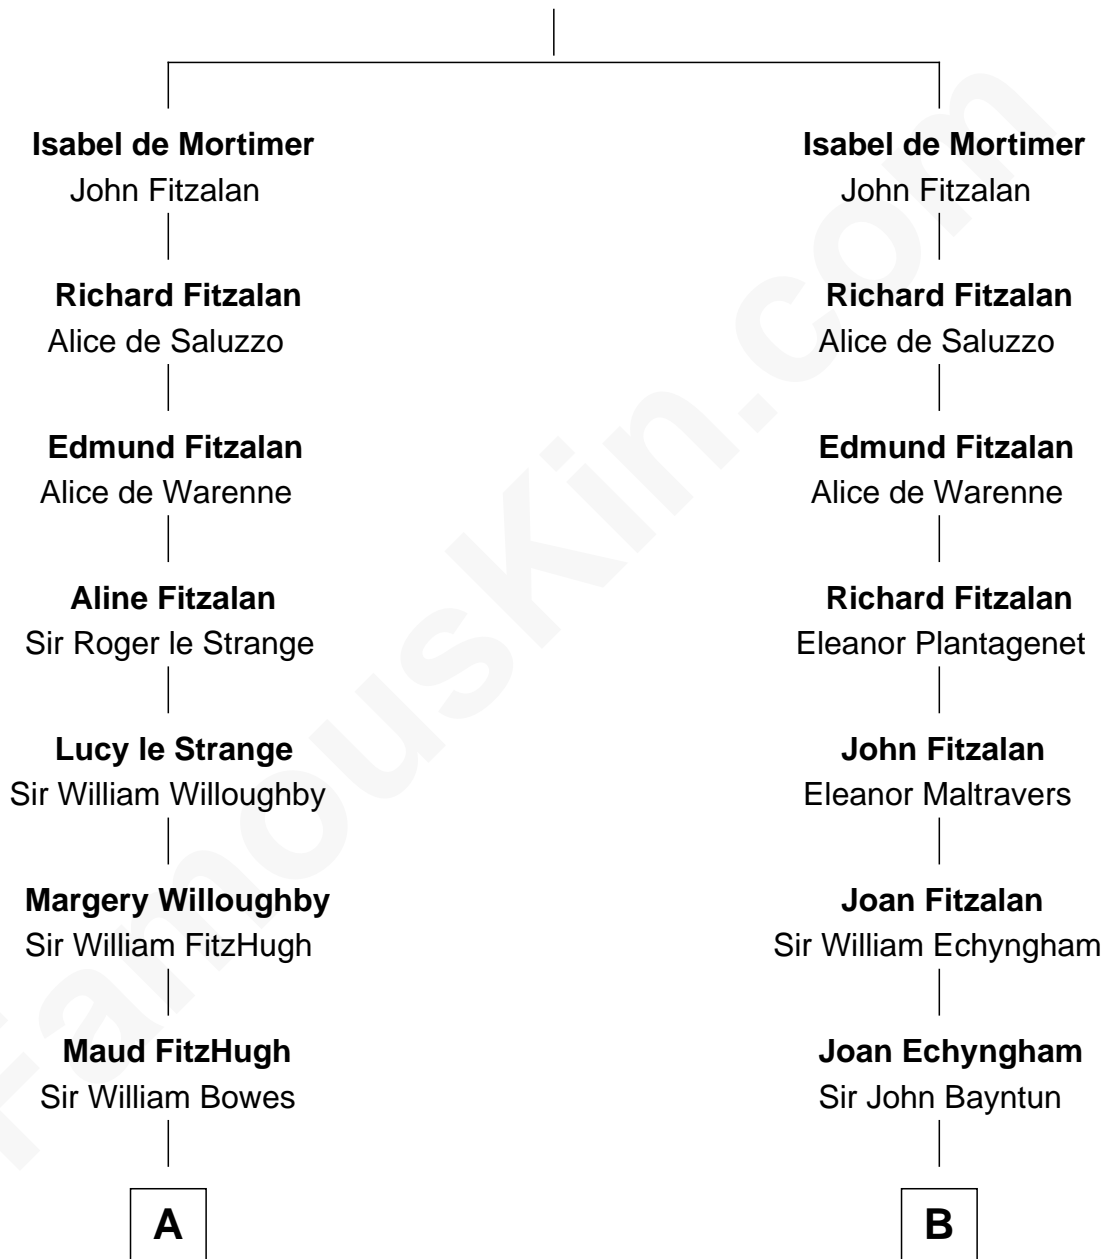 Isabel de Mortimer
John Fitzalan
Richard Fitzalan
Alice de Saluzzo
Edmund Fitzalan
Alice de Warenne
Aline Fitzalan
Sir Roger le Strange
Lucy le Strange
Sir William Willoughby
Margery Willoughby
Sir William FitzHugh
Maud FitzHugh
Sir William Bowes
A
Isabel de Mortimer
John Fitzalan
Richard Fitzalan
Alice de Saluzzo
Edmund Fitzalan
Alice de Warenne
Richard Fitzalan
Eleanor Plantagenet
John Fitzalan
Eleanor Maltravers
Joan Fitzalan
Sir William Echyngham
Joan Echyngham
Sir John Bayntun
B
FamousKin.com